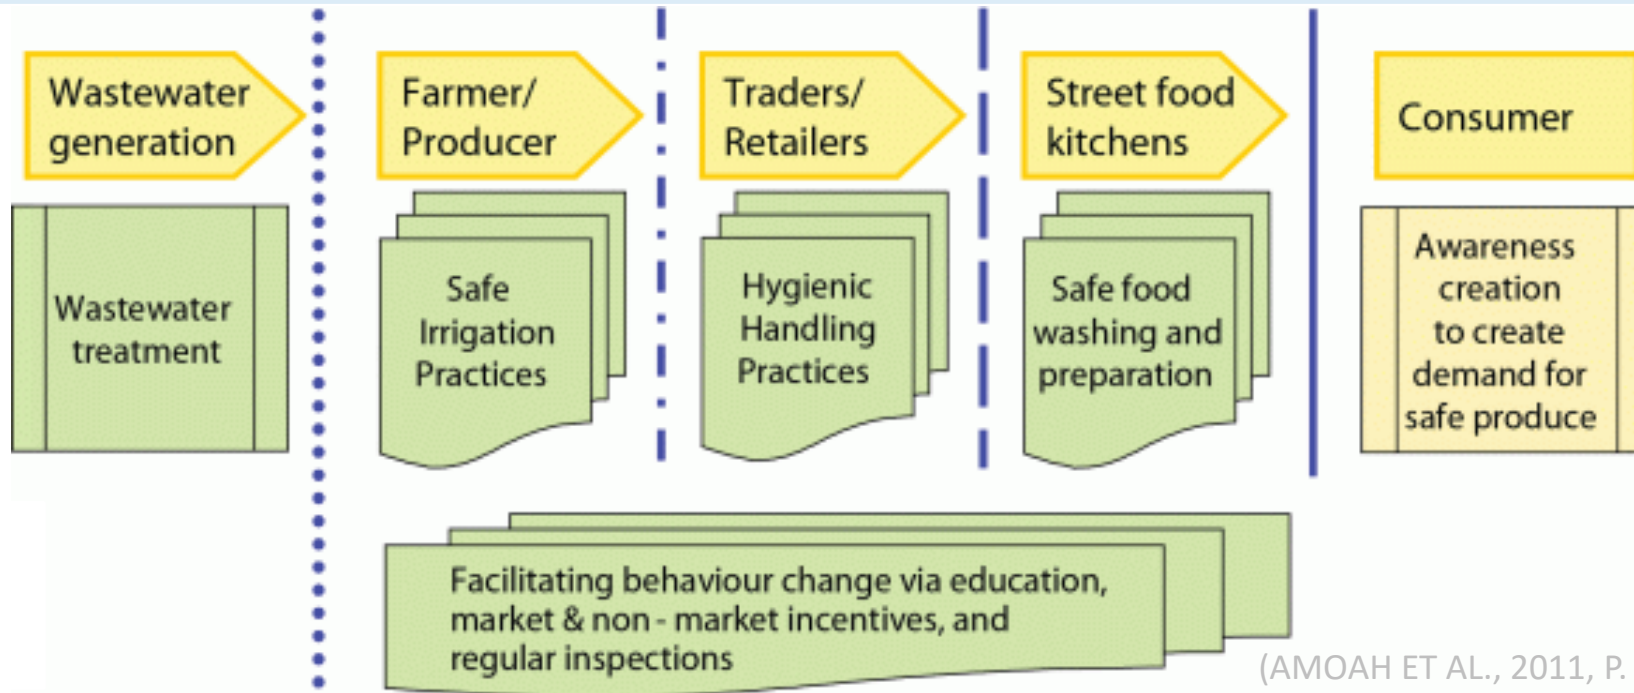 Wastewater
generation
Farmer/
Producer
Traders/
Retailers
Street food
kitchens
Consumer
Wastewater
treatment
Safe
Irrigation
Practices
Hygienic
Handling
Practices
Safe food
washing and
preparation
Awareness
creation
to create
demand for
safe produce
Facilitating behaviour change via education,
market & non - market incentives, and
regular inspections
(AMOAH ET AL., 2011, P.